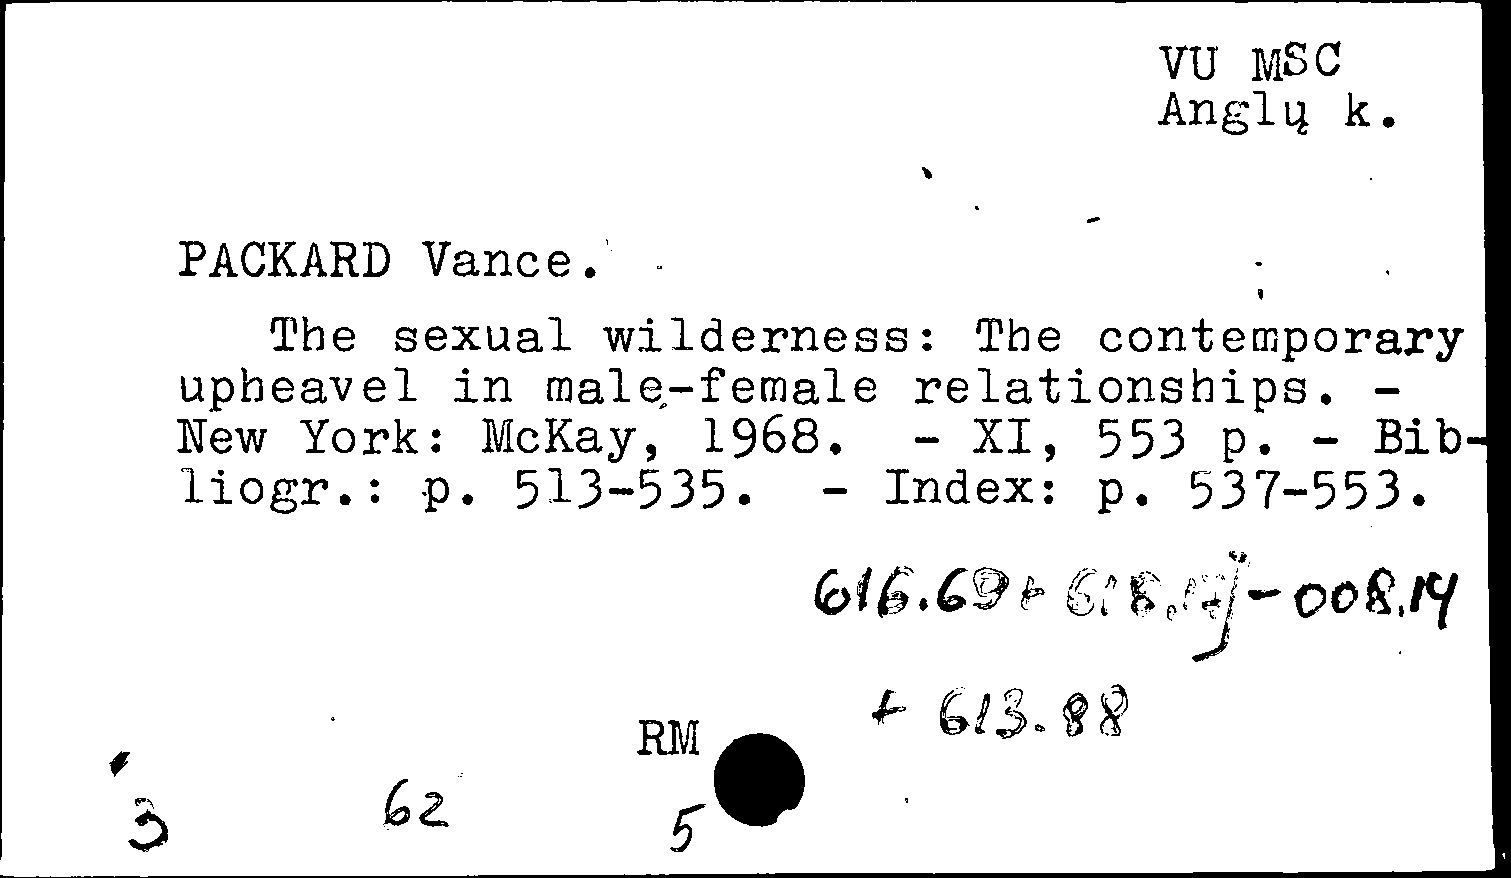 VU MSC
Anglų k.
PACKARD Vance.
The sexual wilderness: The contemporary
upheavel in male-female relationships. -
New York: McKay, 1968. - XI, 553 p. - Bib-
liogr.: p. 513-535. - Index: p. 537-553.
616.69+ -008.14
+ 613.88
RM
3 62 5